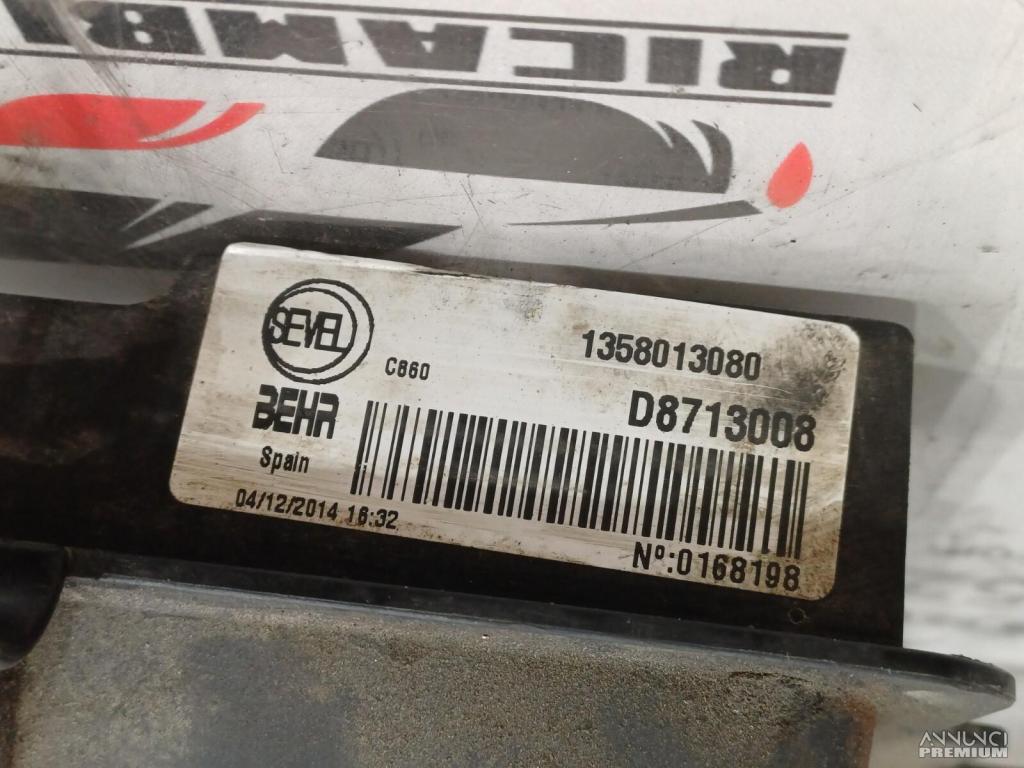 RICAMBI
SEVEL
C860
1358013080
BEHR
D8713008
Spain
04/12/2014 16:32
Nº:0168198
ANNUNCI
PREMIUM